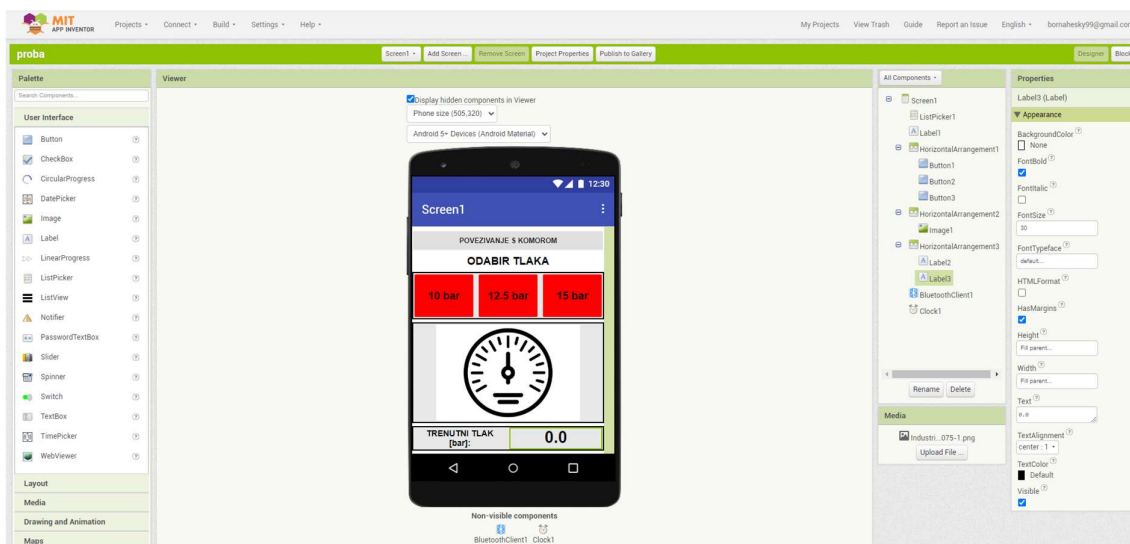 MIT
APP INVENTOR
Projects
Connect
Build
Settings
Help
My Projects
View Trash
Guide
Report an Issue
English
bornahesky99@gmail.com
proba
Screen1
Add Screen ...
Remove Screen
Project Properties
Publish to Gallery
Designer
Block
Palette
Search Components...
User Interface
Button
CheckBox
CircularProgress
DatePicker
Image
Label
LinearProgress
ListPicker
ListView
Notifier
PasswordTextBox
Slider
Spinner
Switch
TextBox
TimePicker
WebViewer
Layout
Media
Drawing and Animation
Maps
Viewer
Display hidden components in Viewer
Phone size (505,320)
Android 5+ Devices (Android Material)
12:30
Screen1
POVEZIVANJE S KOMOROM
ODABIR TLAKA
10 bar
12.5 bar
15 bar
TRENUTNI TLAK
[bar]:
0.0
Non-visible components
BluetoothClient1
Clock1
All Components
Screen1
ListPicker1
Label1
HorizontalArrangement1
Button1
Button2
Button3
HorizontalArrangement2
Image1
HorizontalArrangement3
Label2
Label3
BluetoothClient1
Clock1
Rename
Delete
Media
Industri...075-1.png
Upload File ...
Properties
Label3 (Label)
Appearance
BackgroundColor
None
FontBold
FontItalic
FontSize
30
FontTypeface
default...
HTMLFormat
HasMargins
Height
Fill parent...
Width
Fill parent...
Text
0.0
TextAlignment
center : 1
TextColor
Default
Visible